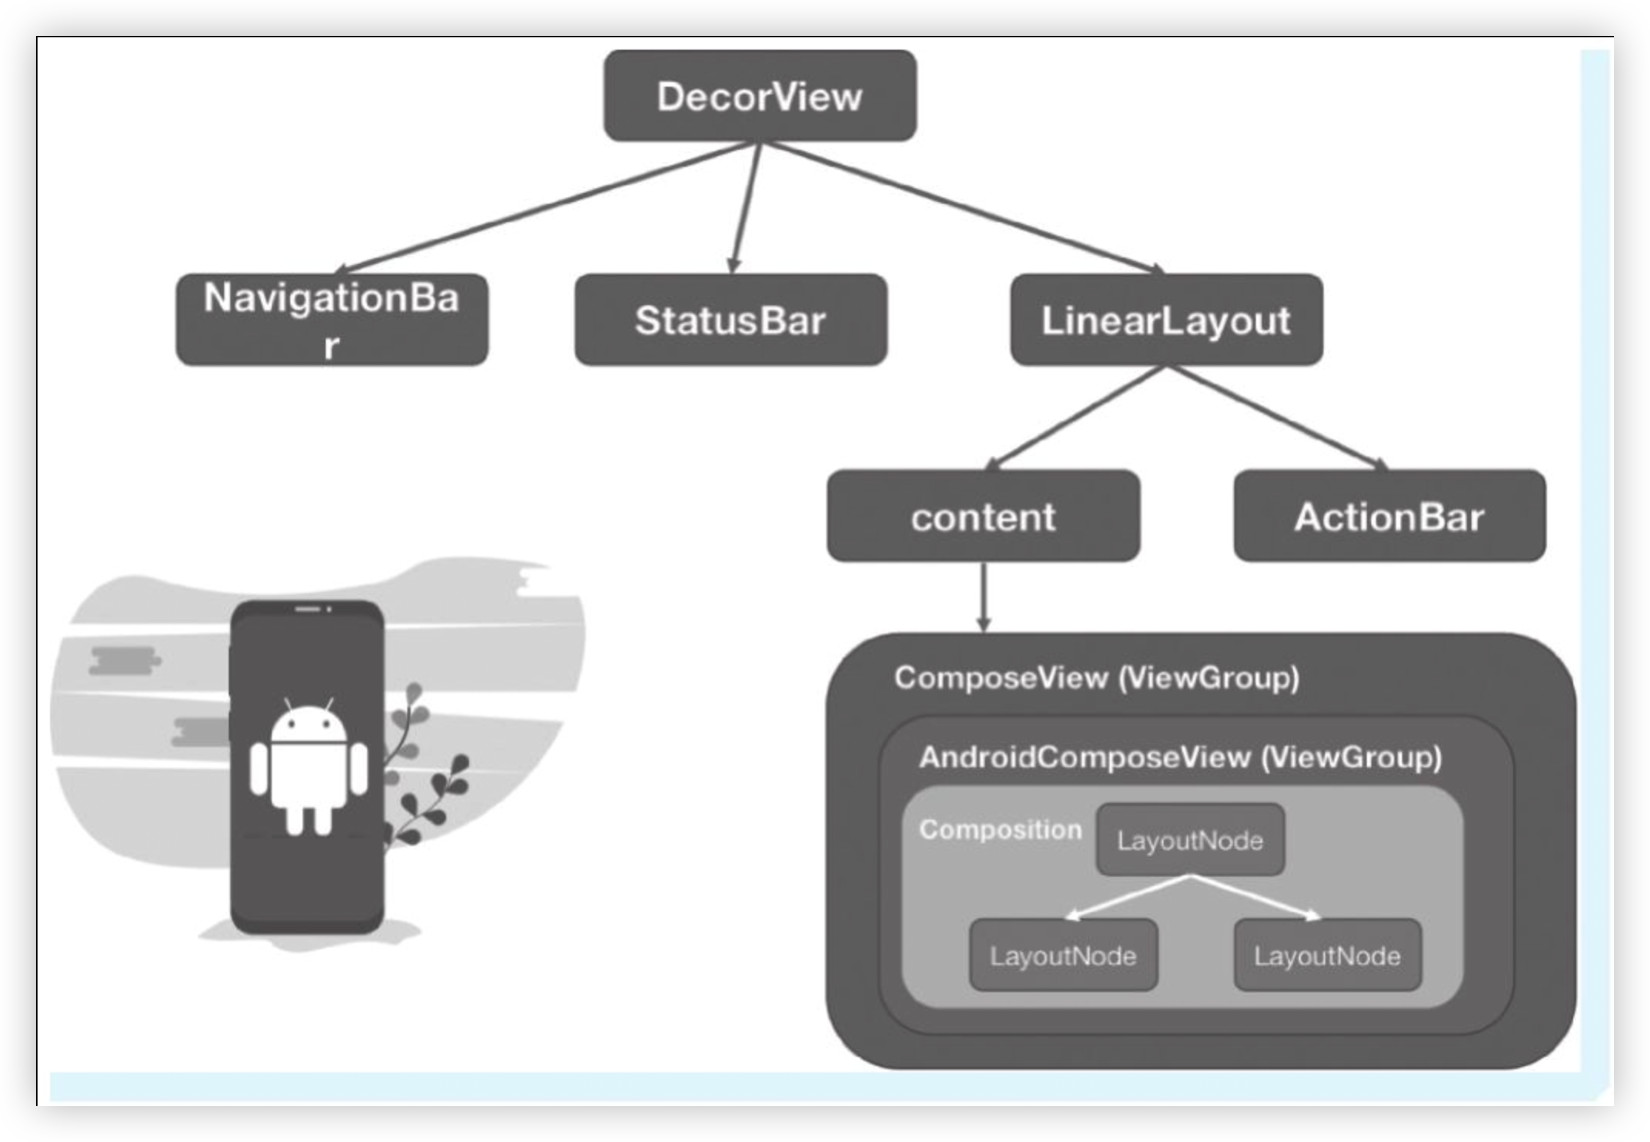 DecorView
NavigationBa
r
StatusBar
LinearLayout
content
ActionBar
ComposeView (ViewGroup)
AndroidComposeView (ViewGroup)
Composition
LayoutNode
LayoutNode
LayoutNode